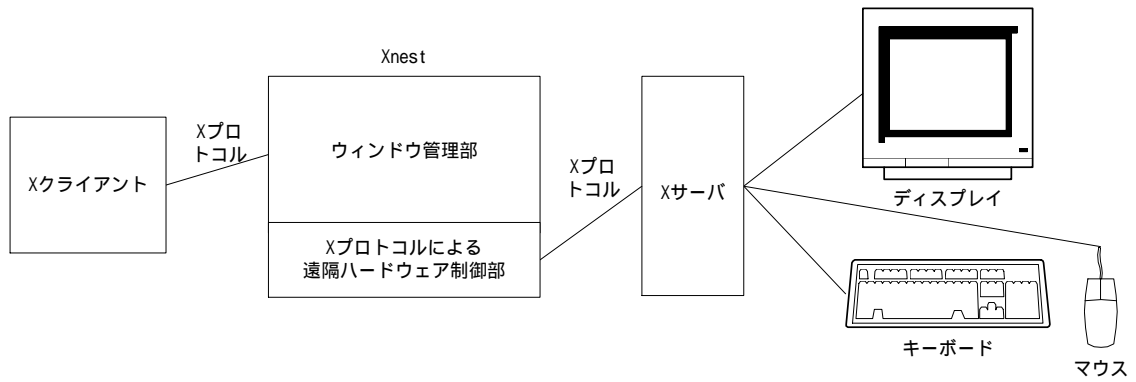 Xnest
Xクライアント
Xプロ
トコル
ウィンドウ管理部
Xプロトコルによる
遠隔ハードウェア制御部
Xプロ
トコル
Xサーバ
ディスプレイ
キーボード
マウス